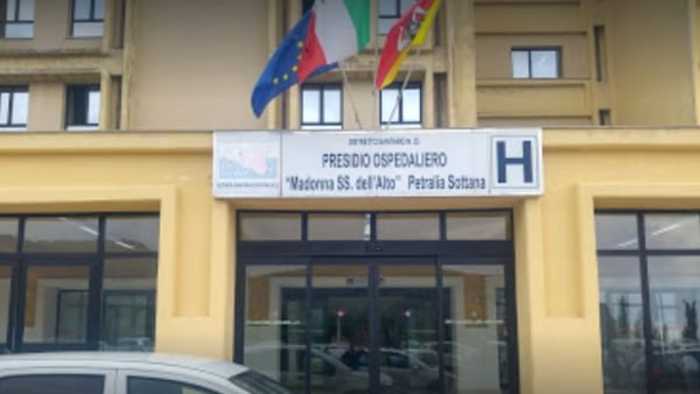 PRESIDIO OSPEDALIERO
"Madonna SS. dell'Alto" Petralia Sottana
H